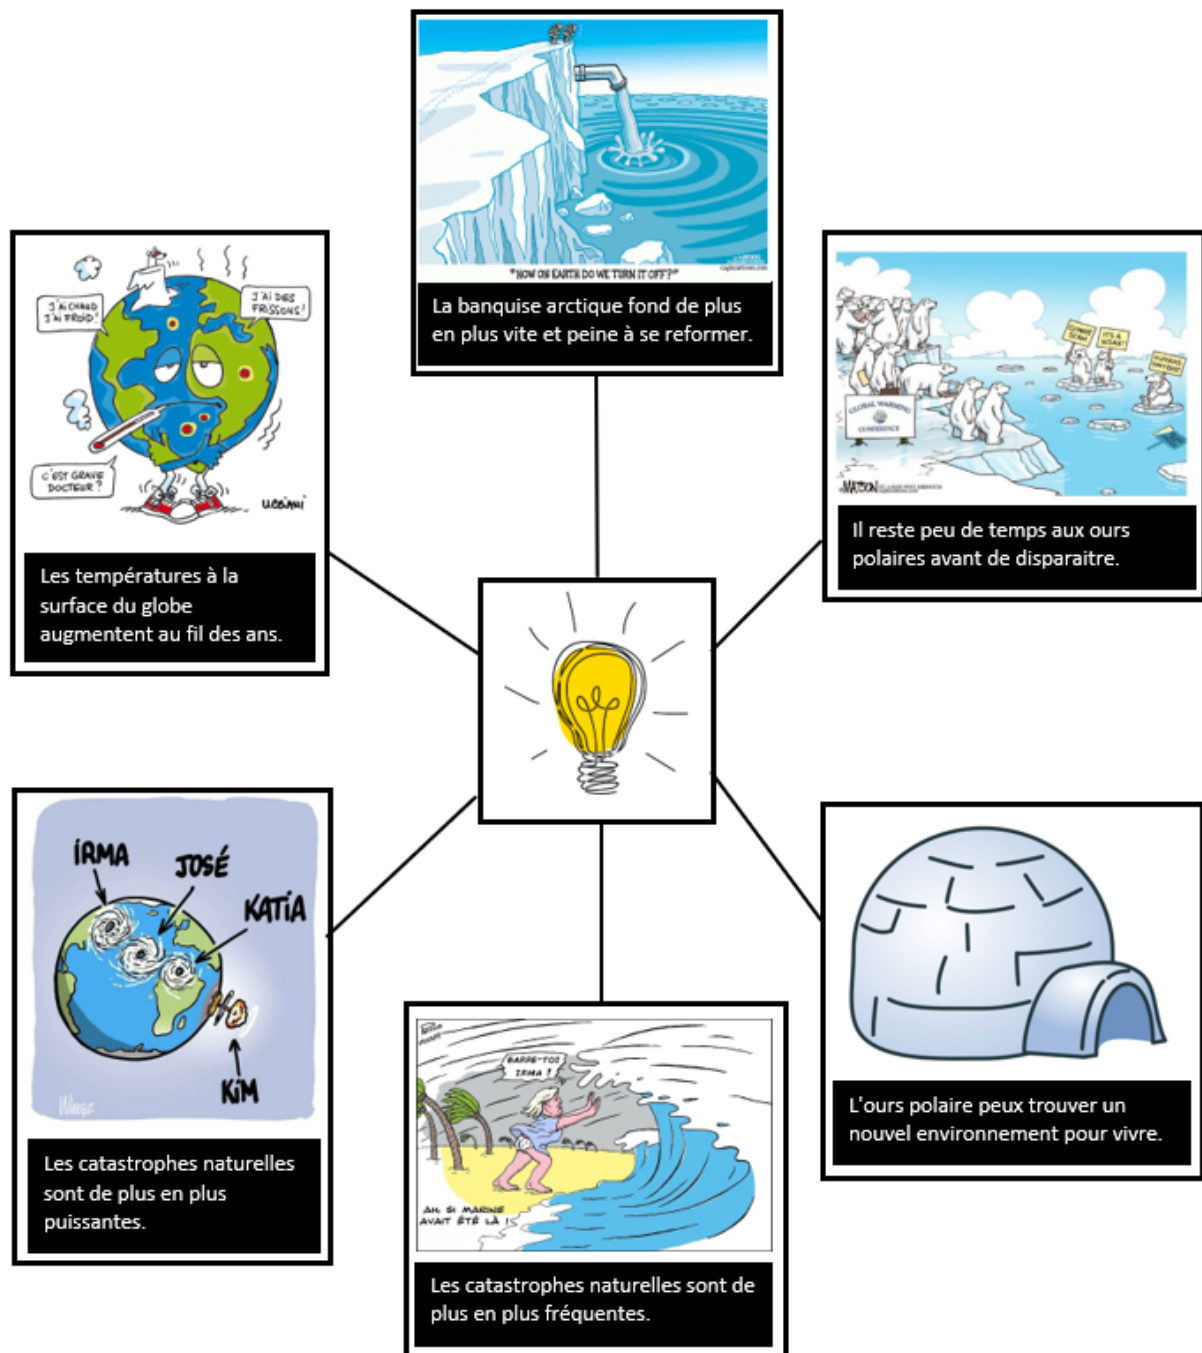 "HOW ON EARTH DO WE TURN IT OFF?"
caglecartoons.com
La banquise arctique fond de plus
en plus vite et peine à se reformer.
J'AI CHAUD
J'AI FROID!
J'AI DES
FRISSONS!
C'EST GRAVE
DOCTEUR?
Les températures à la
surface du globe
augmentent au fil des ans.
IT'S A
HOAX!
GLOBAL WARMING
CONFERENCE
MATSON
Il reste peu de temps aux ours
polaires avant de disparaitre.
IRMA
JOSÉ
KATIA
KIM
Les catastrophes naturelles
sont de plus en plus
puissantes.
BARRE-TOI
IRMA !
AH, SI MARINE
AVAIT ÉTÉ LÀ !
Les catastrophes naturelles sont de
plus en plus fréquentes.
L'ours polaire peux trouver un
nouvel environnement pour vivre.